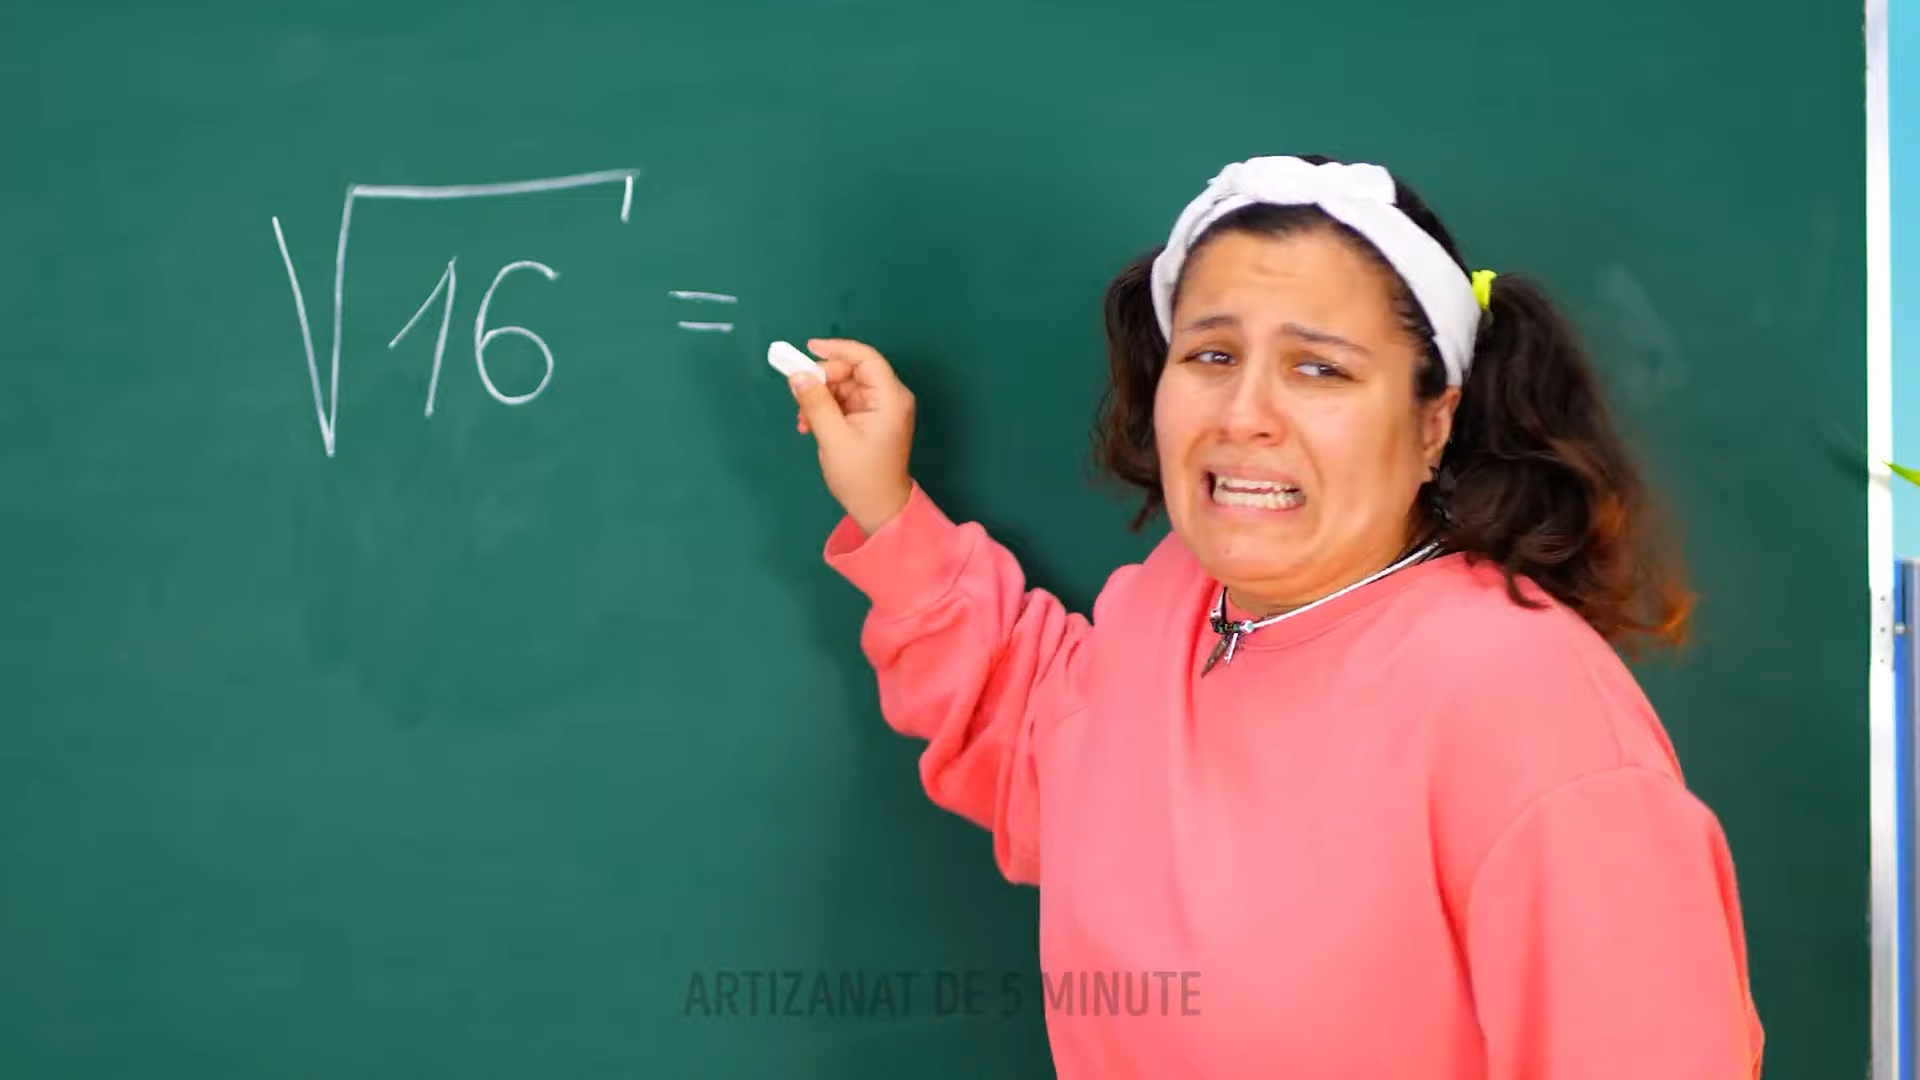 √16 =
ARTIZANAT DE 5 MINUTE